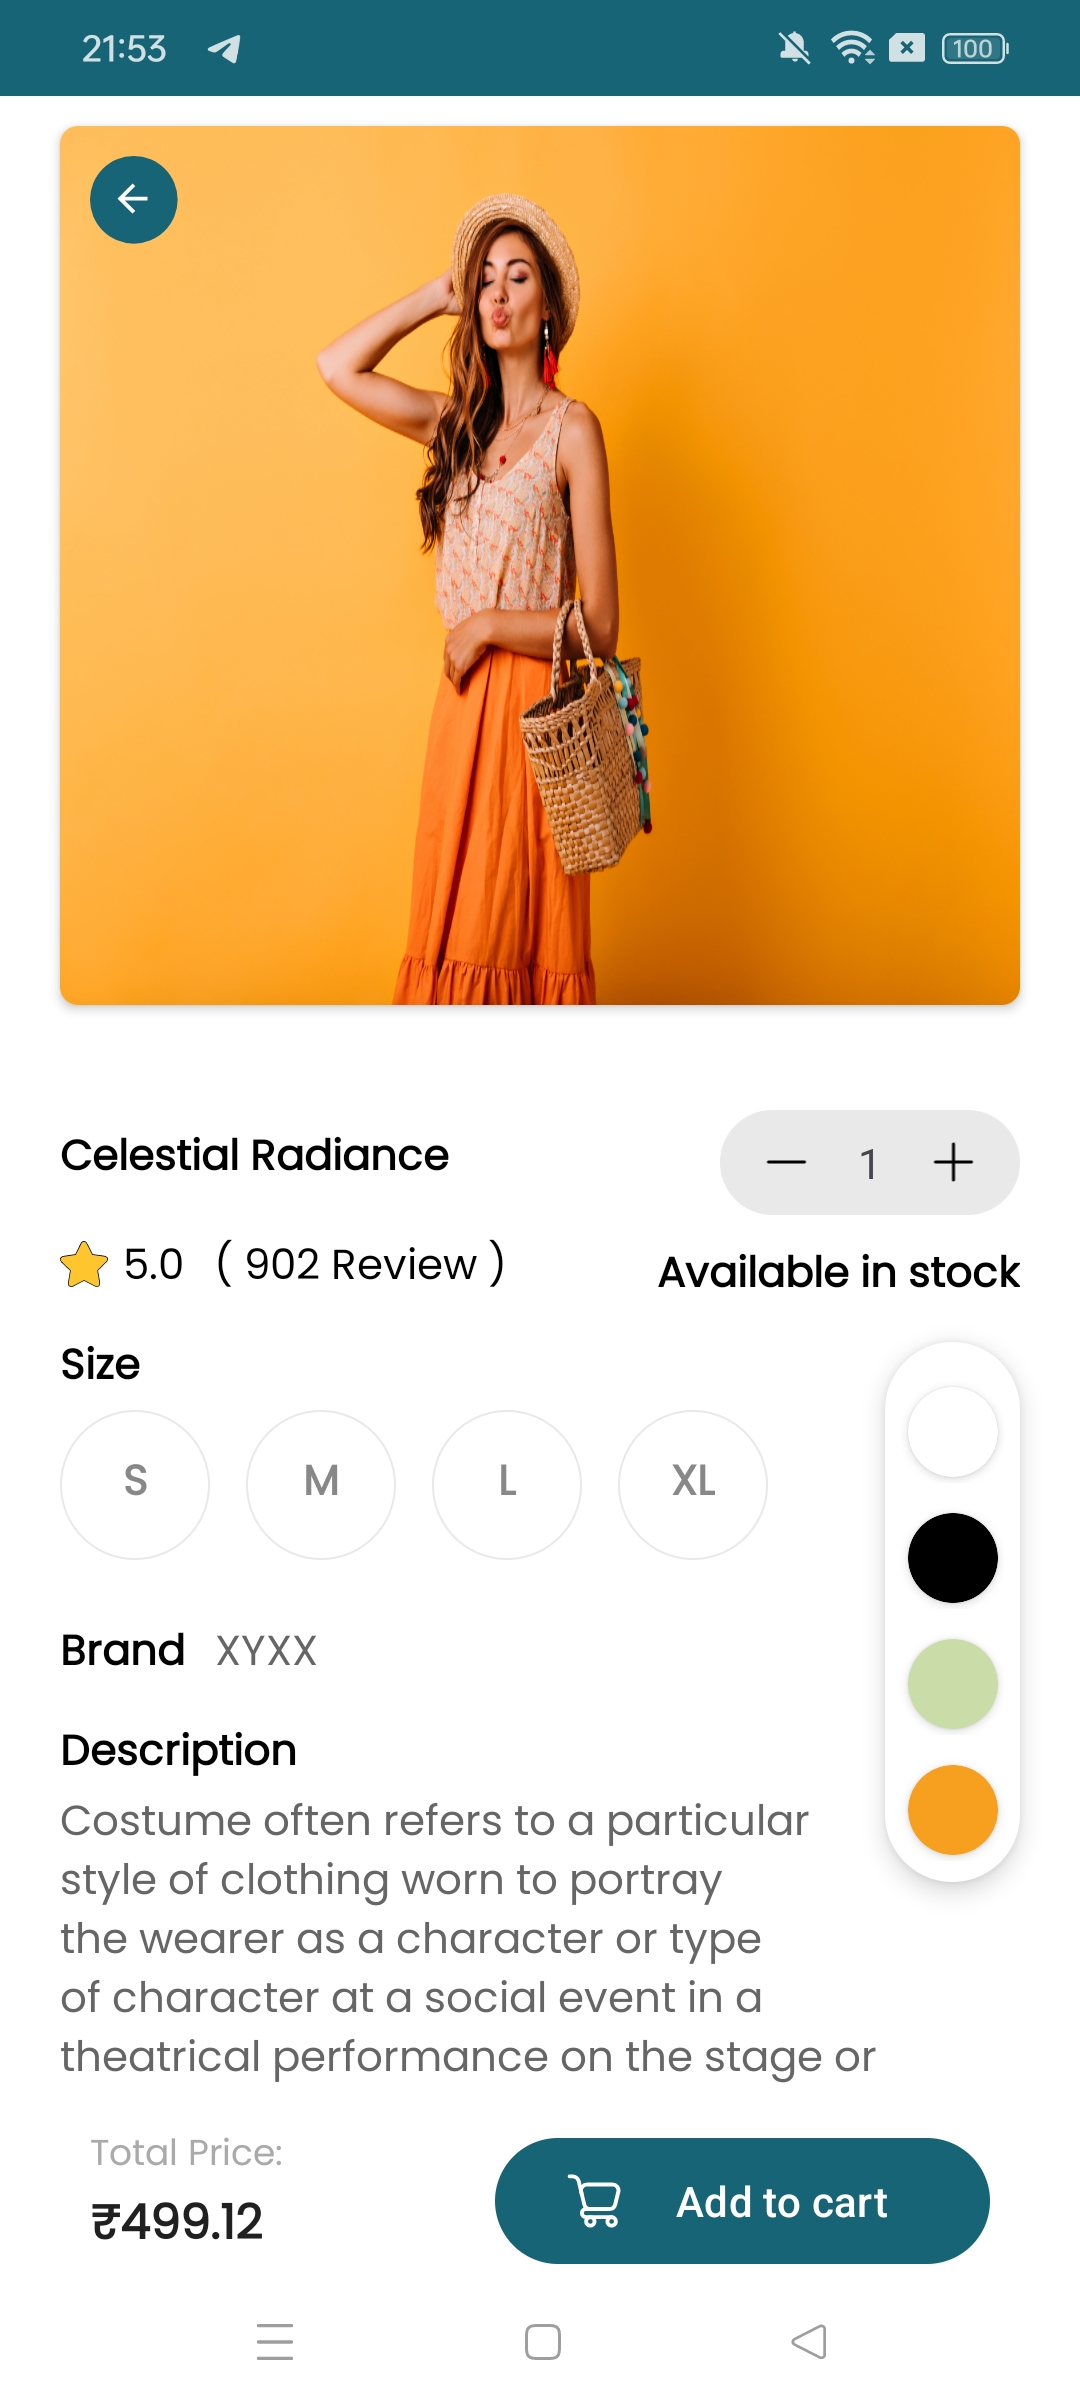 21:53
100
Celestial Radiance
1
5.0 ( 902 Review )
Available in stock
Size
S M L XL
Brand XYXX
Description
Costume often refers to a particular
style of clothing worn to portray
the wearer as a character or type
of character at a social event in a
theatrical performance on the stage or
Total Price:
₹499.12
Add to cart